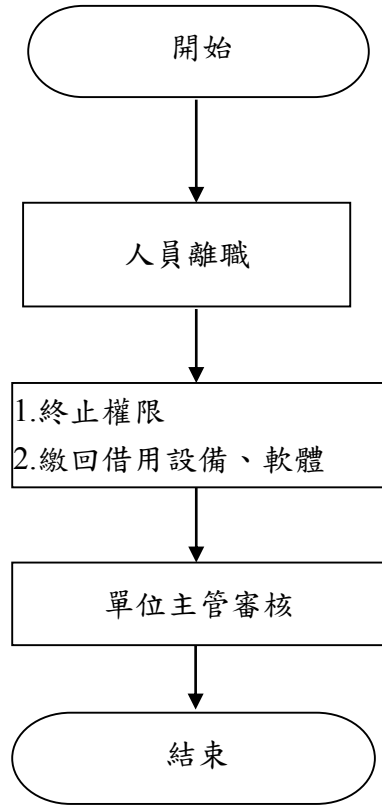 開始
人員離職
1.終止權限
2.繳回借用設備、軟體
單位主管審核
結束